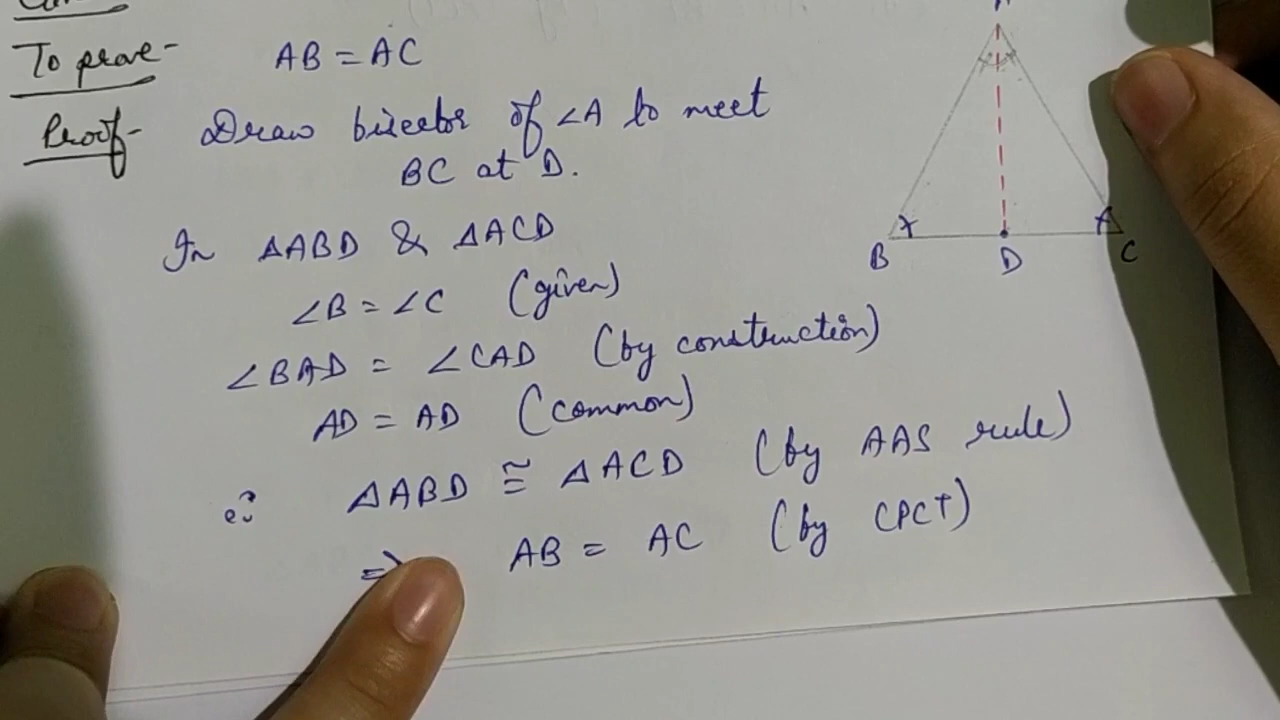 To prove- AB = AC
Proof- Draw bisector of ∠A to meet
BC at D.
In ΔABD & ΔACD
∠B = ∠C (given)
∠BAD = ∠CAD (by construction)
AD = AD (common)
∴ ΔABD ≅ ΔACD (by AAS rule)
⇒ AB = AC (by CPCT)
B D C